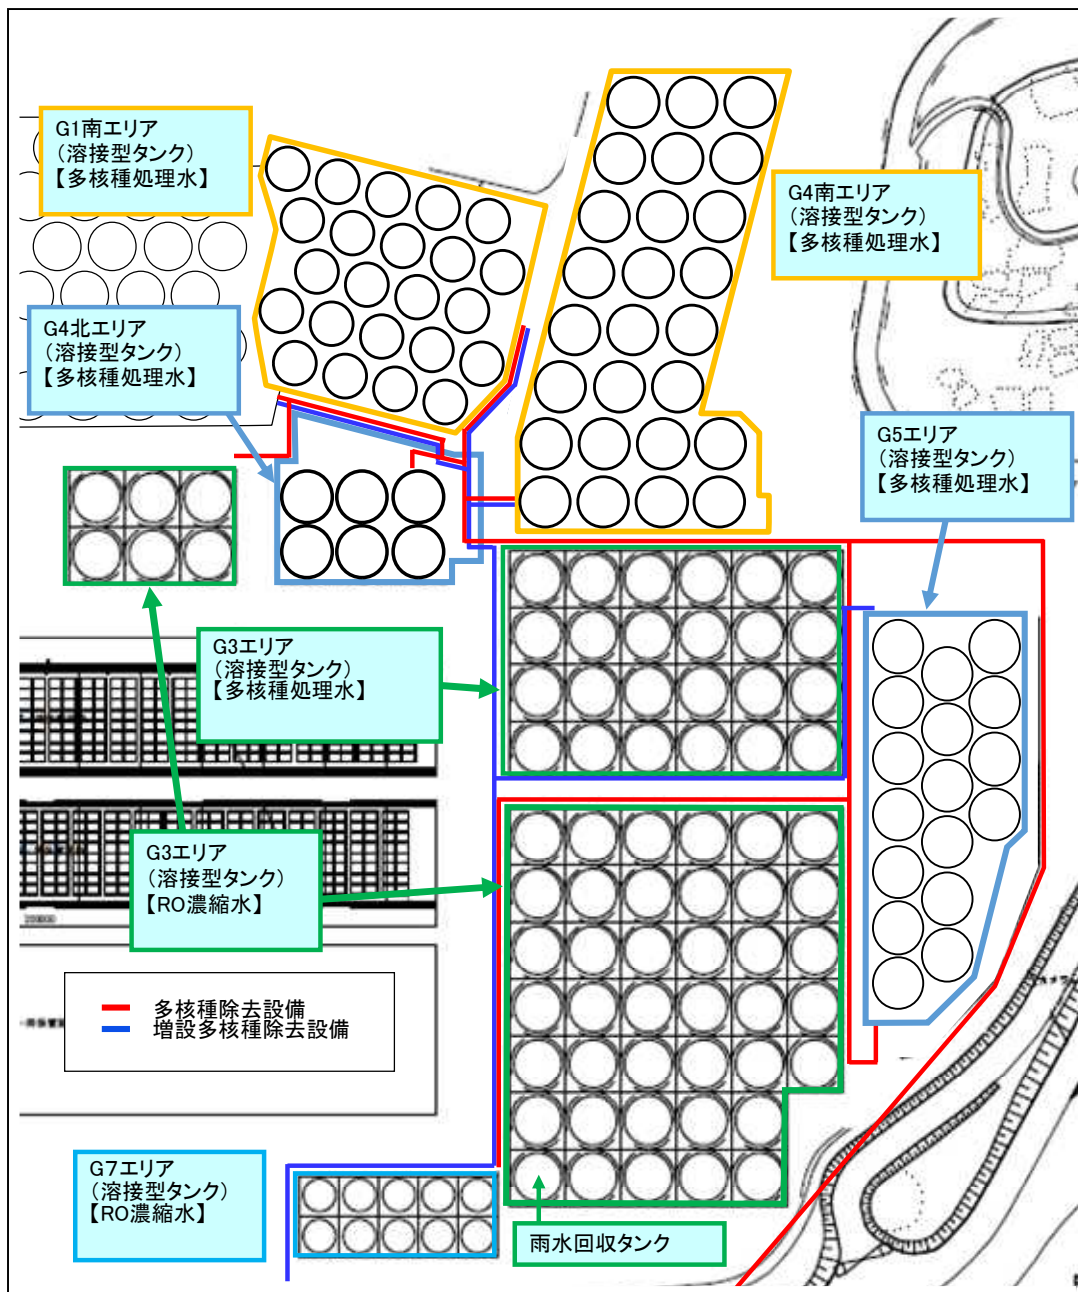 G1南エリア
（溶接型タンク）
【多核種処理水】
G4南エリア
（溶接型タンク）
【多核種処理水】
G4北エリア
（溶接型タンク）
【多核種処理水】
G5エリア
（溶接型タンク）
【多核種処理水】
G3エリア
（溶接型タンク）
【多核種処理水】
G3エリア
（溶接型タンク）
【RO濃縮水】
多核種除去設備
増設多核種除去設備
G7エリア
（溶接型タンク）
【RO濃縮水】
雨水回収タンク